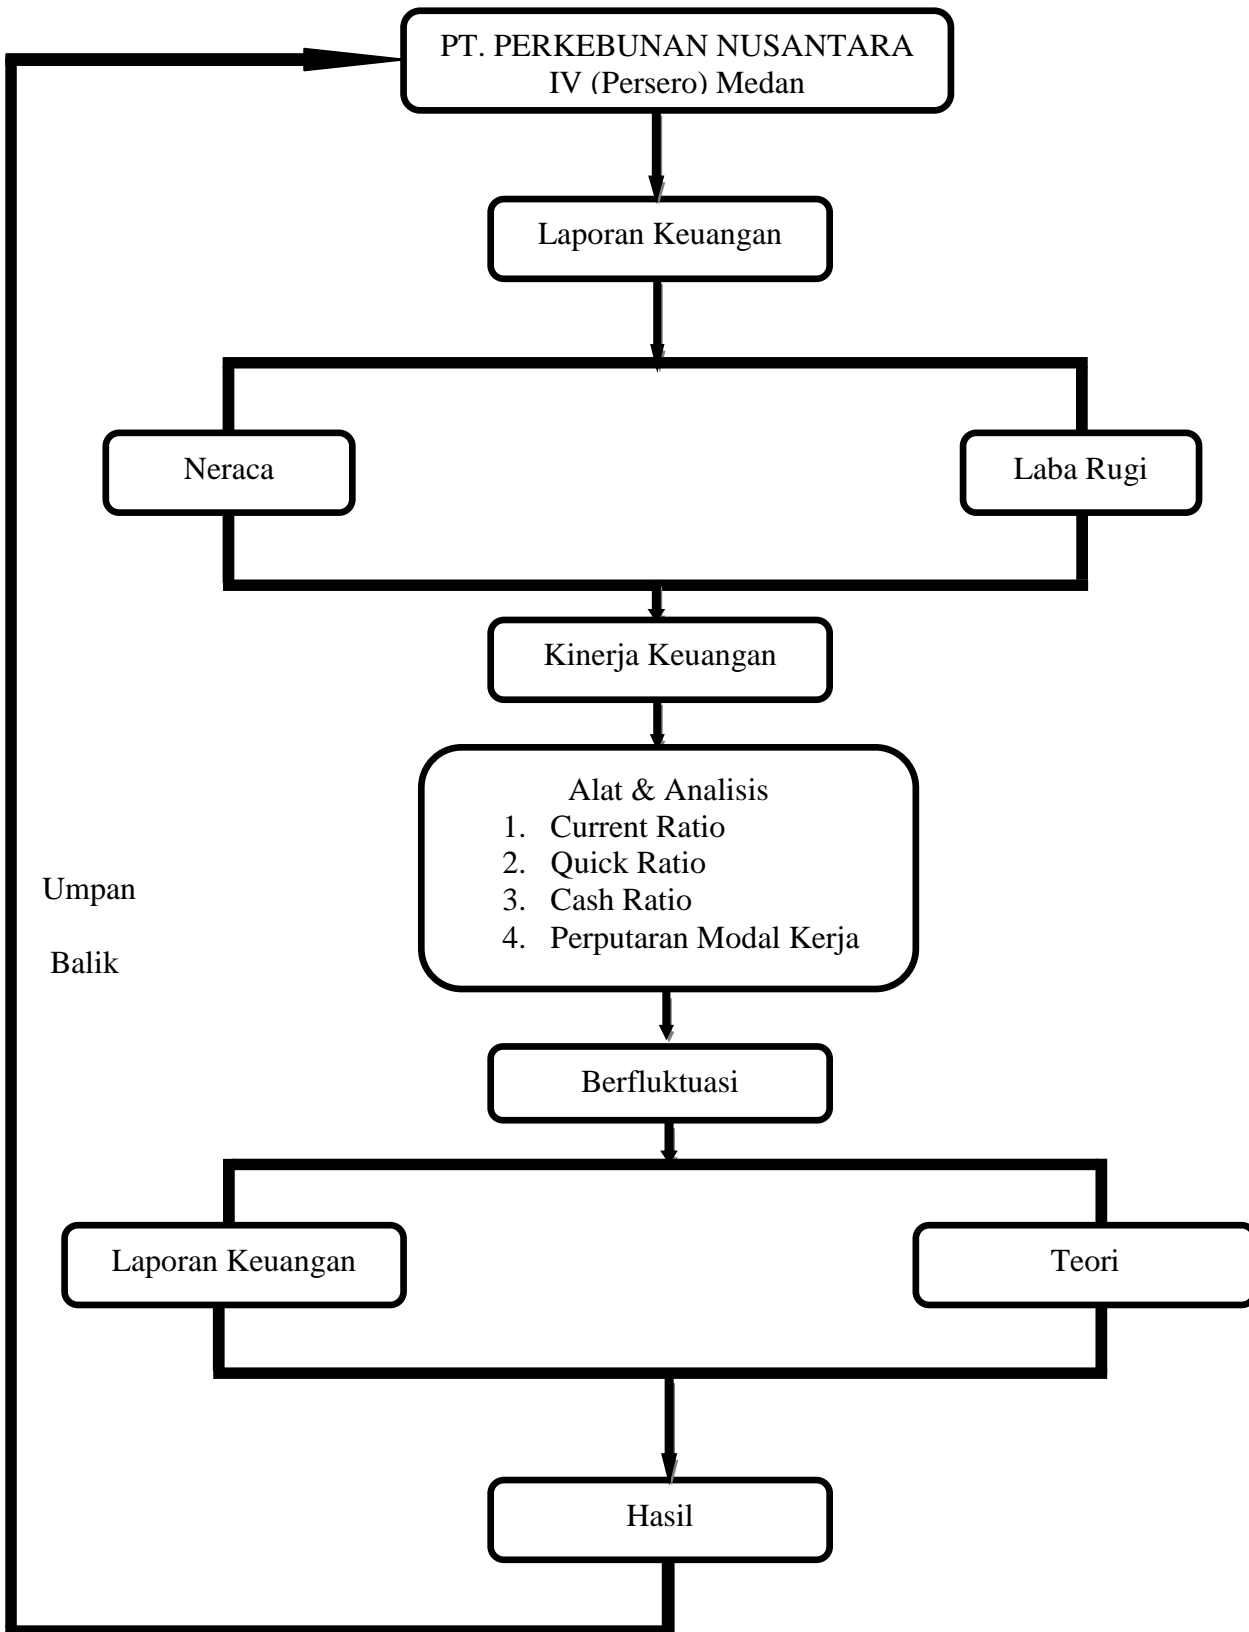 PT. PERKEBUNAN NUSANTARA
IV (Persero) Medan
Laporan Keuangan
Neraca
Laba Rugi
Kinerja Keuangan
Alat & Analisis
1. Current Ratio
2. Quick Ratio
3. Cash Ratio
4. Perputaran Modal Kerja
Umpan
Balik
Berfluktuasi
Laporan Keuangan
Teori
Hasil